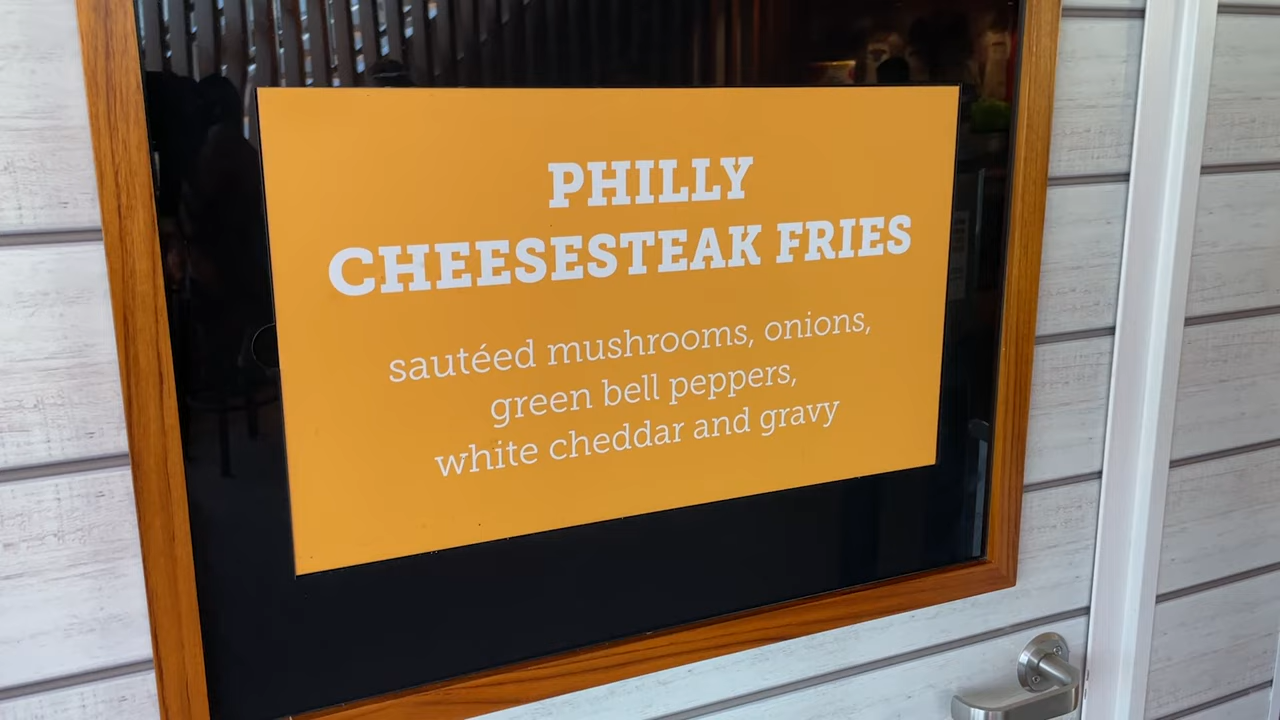 PHILLY
CHEESESTEAK FRIES
sautéed mushrooms, onions,
green bell peppers,
white cheddar and gravy